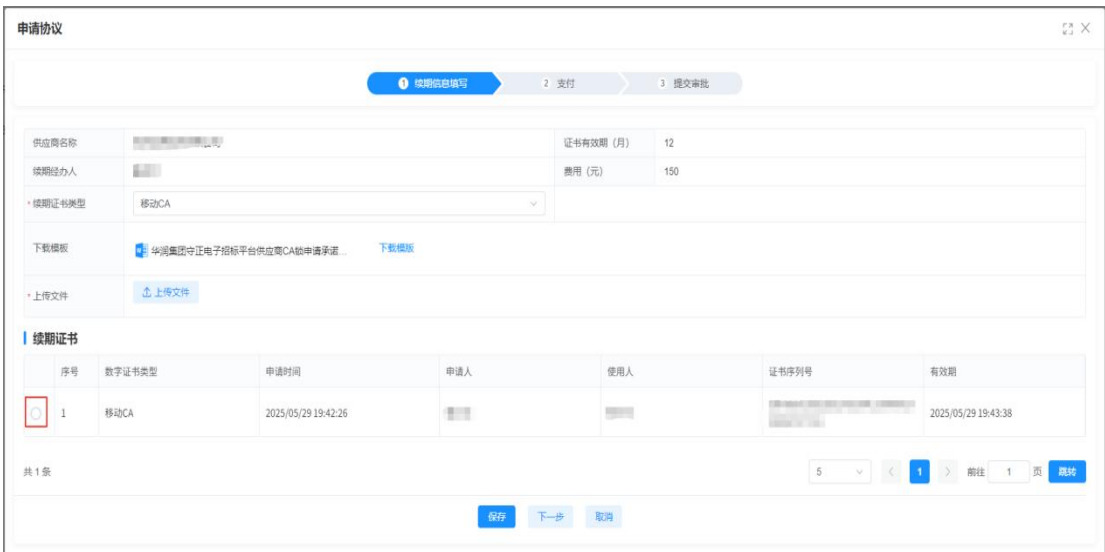 申请协议
1 续期信息填写 2 支付 3 提交审批
供应商名称 证书有效期（月） 12
续期经办人 费用（元） 150
*续期证书类型 移动CA
下载模板 华润集团守正电子招标平台供应商CA锁申请承诺... 下载模板
*上传文件 上传文件
续期证书
序号 数字证书类型 申请时间 申请人 使用人 证书序列号 有效期
1 移动CA 2025/05/29 19:42:26 2025/05/29 19:43:38
共 1 条 5 1 前往 1 页 跳转
保存 下一步 取消